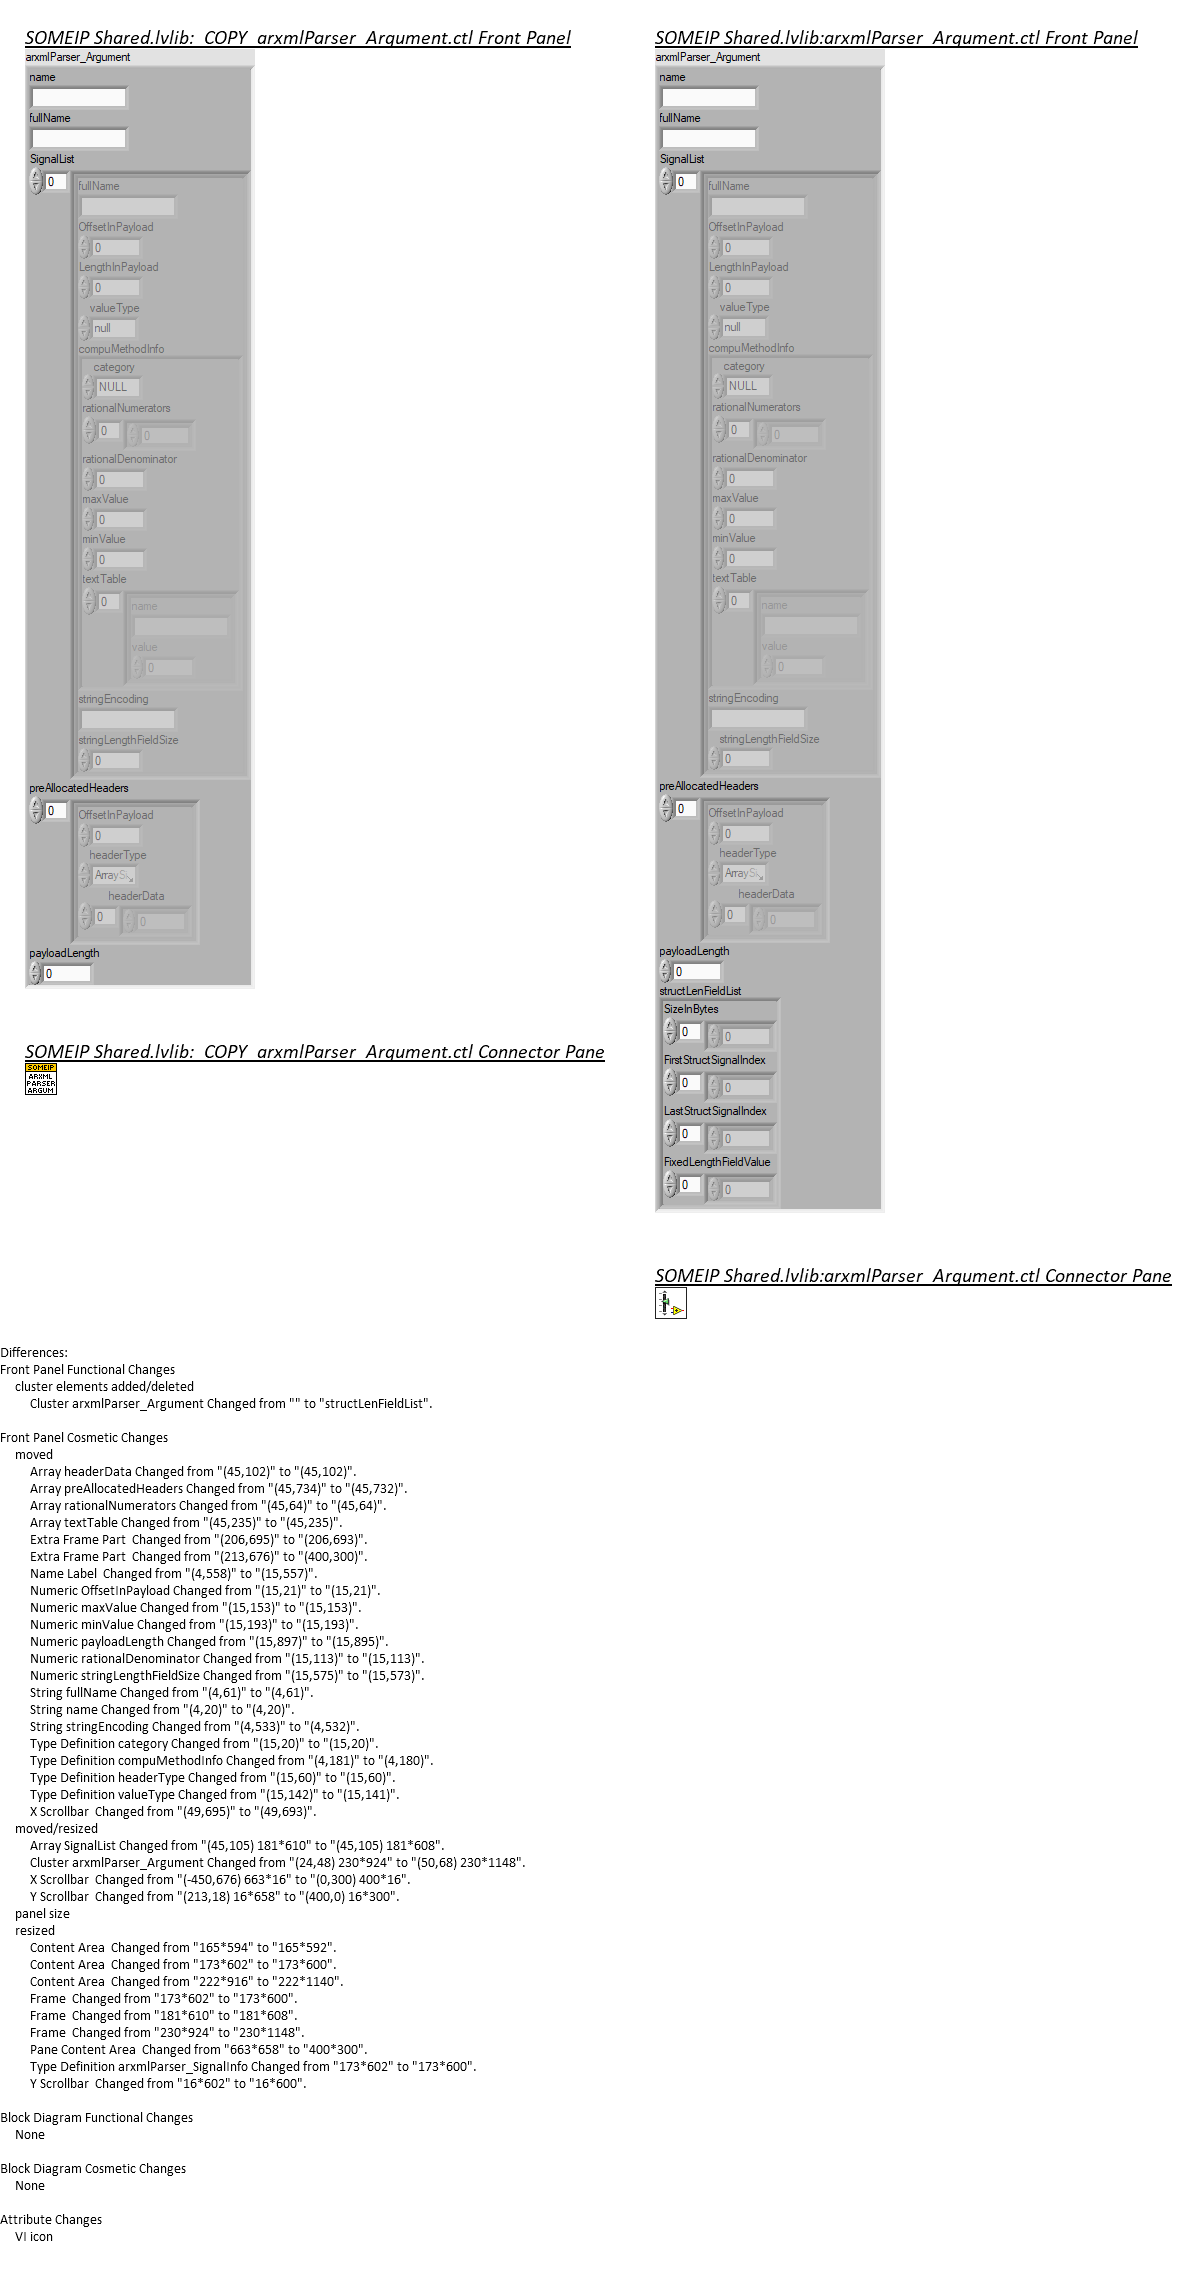 SOMEIP Shared.lvlib:_COPY_arxmlParser_Argument.ctl Front Panel
arxmlParser_Argument
name
fullName
SignalList
0
fullName
OffsetInPayload
0
LengthInPayload
0
valueType
null
compuMethodInfo
category
NULL
rationalNumerators
0 0
rationalDenominator
0
maxValue
0
minValue
0
textTable
0
name
value
0
stringEncoding
stringLengthFieldSize
0
preAllocatedHeaders
0
OffsetInPayload
0
headerType
ArraySi
headerData
0 0
payloadLength
0
SOMEIP Shared.lvlib:_COPY_arxmlParser_Argument.ctl Connector Pane
SOMEIP
ARXML
PARSER
ARGUM
SOMEIP Shared.lvlib:arxmlParser_Argument.ctl Front Panel
arxmlParser_Argument
name
fullName
SignalList
0
fullName
OffsetInPayload
0
LengthInPayload
0
valueType
null
compuMethodInfo
category
NULL
rationalNumerators
0 0
rationalDenominator
0
maxValue
0
minValue
0
textTable
0
name
value
0
stringEncoding
stringLengthFieldSize
0
preAllocatedHeaders
0
OffsetInPayload
0
headerType
ArraySi
headerData
0 0
payloadLength
0
structLenFieldList
SizeInBytes
0 0
FirstStructSignalIndex
0 0
LastStructSignalIndex
0 0
FixedLengthFieldValue
0 0
SOMEIP Shared.lvlib:arxmlParser_Argument.ctl Connector Pane
Differences:
Front Panel Functional Changes
cluster elements added/deleted
Cluster arxmlParser_Argument Changed from "" to "structLenFieldList".
Front Panel Cosmetic Changes
moved
Array headerData Changed from "(45,102)" to "(45,102)".
Array preAllocatedHeaders Changed from "(45,734)" to "(45,732)".
Array rationalNumerators Changed from "(45,64)" to "(45,64)".
Array textTable Changed from "(45,235)" to "(45,235)".
Extra Frame Part  Changed from "(206,695)" to "(206,693)".
Extra Frame Part  Changed from "(213,676)" to "(400,300)".
Name Label  Changed from "(4,558)" to "(15,557)".
Numeric OffsetInPayload Changed from "(15,21)" to "(15,21)".
Numeric maxValue Changed from "(15,153)" to "(15,153)".
Numeric minValue Changed from "(15,193)" to "(15,193)".
Numeric payloadLength Changed from "(15,897)" to "(15,895)".
Numeric rationalDenominator Changed from "(15,113)" to "(15,113)".
Numeric stringLengthFieldSize Changed from "(15,575)" to "(15,573)".
String fullName Changed from "(4,61)" to "(4,61)".
String name Changed from "(4,20)" to "(4,20)".
String stringEncoding Changed from "(4,533)" to "(4,532)".
Type Definition category Changed from "(15,20)" to "(15,20)".
Type Definition compuMethodInfo Changed from "(4,181)" to "(4,180)".
Type Definition headerType Changed from "(15,60)" to "(15,60)".
Type Definition valueType Changed from "(15,142)" to "(15,141)".
X Scrollbar  Changed from "(49,695)" to "(49,693)".
moved/resized
Array SignalList Changed from "(45,105) 181*610" to "(45,105) 181*608".
Cluster arxmlParser_Argument Changed from "(24,48) 230*924" to "(50,68) 230*1148".
X Scrollbar  Changed from "(-450,676) 663*16" to "(0,300) 400*16".
Y Scrollbar  Changed from "(213,18) 16*658" to "(400,0) 16*300".
panel size
resized
Content Area  Changed from "165*594" to "165*592".
Content Area  Changed from "173*602" to "173*600".
Content Area  Changed from "222*916" to "222*1140".
Frame  Changed from "173*602" to "173*600".
Frame  Changed from "181*610" to "181*608".
Frame  Changed from "230*924" to "230*1148".
Pane Content Area  Changed from "663*658" to "400*300".
Type Definition arxmlParser_SignalInfo Changed from "173*602" to "173*600".
Y Scrollbar  Changed from "16*602" to "16*600".
Block Diagram Functional Changes
None
Block Diagram Cosmetic Changes
None
Attribute Changes
VI icon